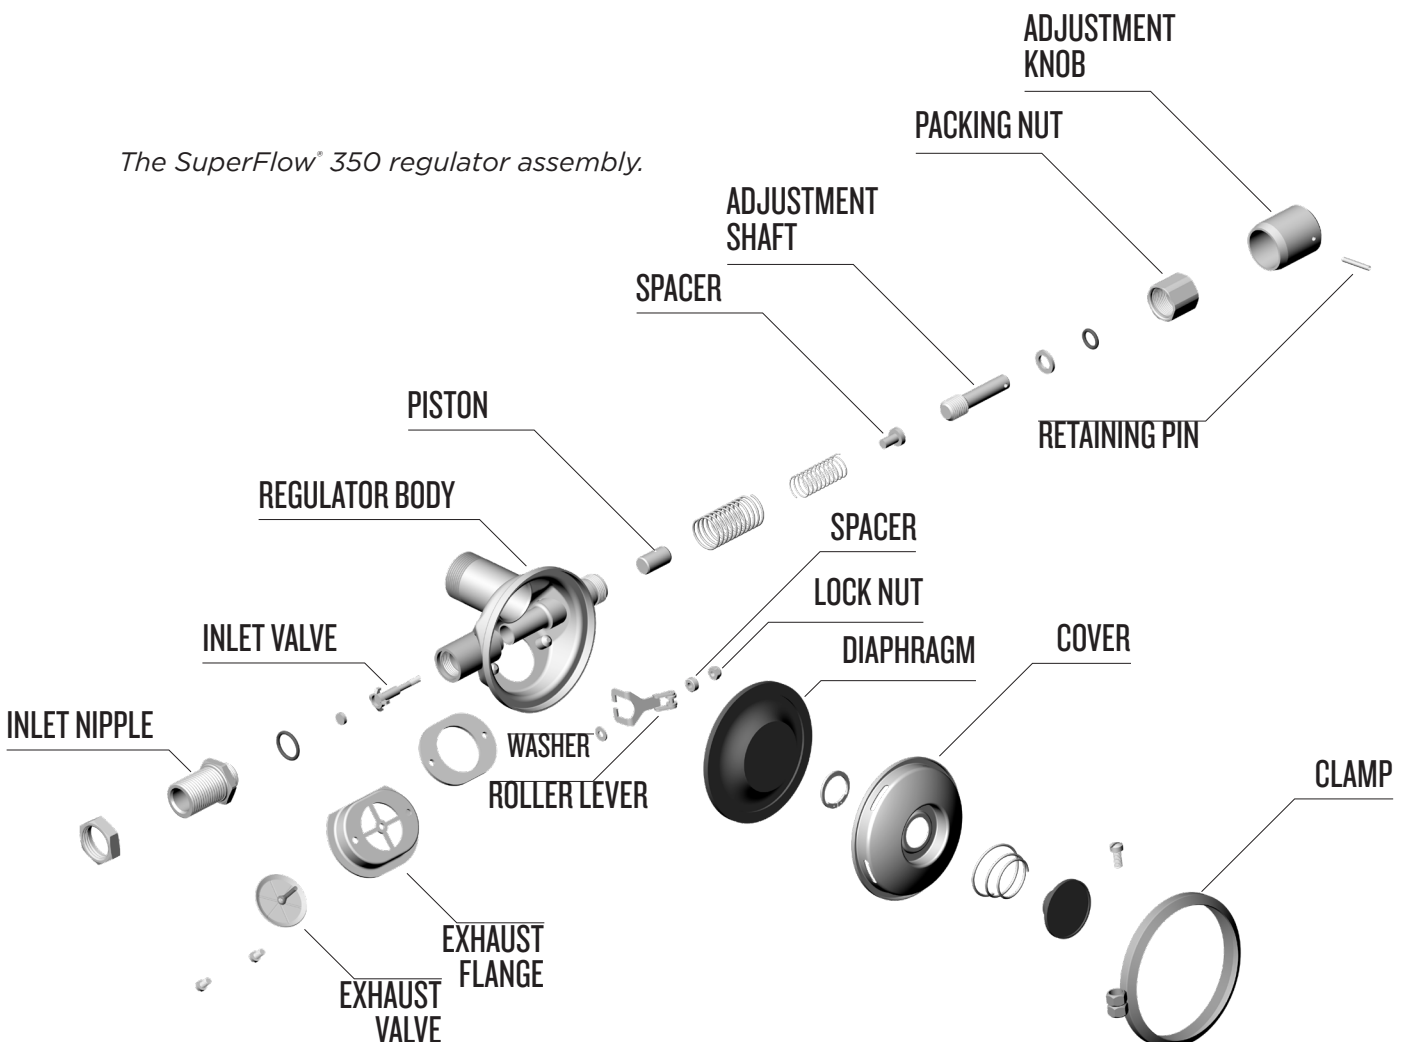 ADJUSTMENT
KNOB
PACKING NUT
The SuperFlow® 350 regulator assembly.
ADJUSTMENT
SHAFT
SPACER
PISTON
RETAINING PIN
REGULATOR BODY
SPACER
LOCK NUT
INLET VALVE
DIAPHRAGM
COVER
INLET NIPPLE
WASHER
ROLLER LEVER
CLAMP
EXHAUST
FLANGE
EXHAUST
VALVE